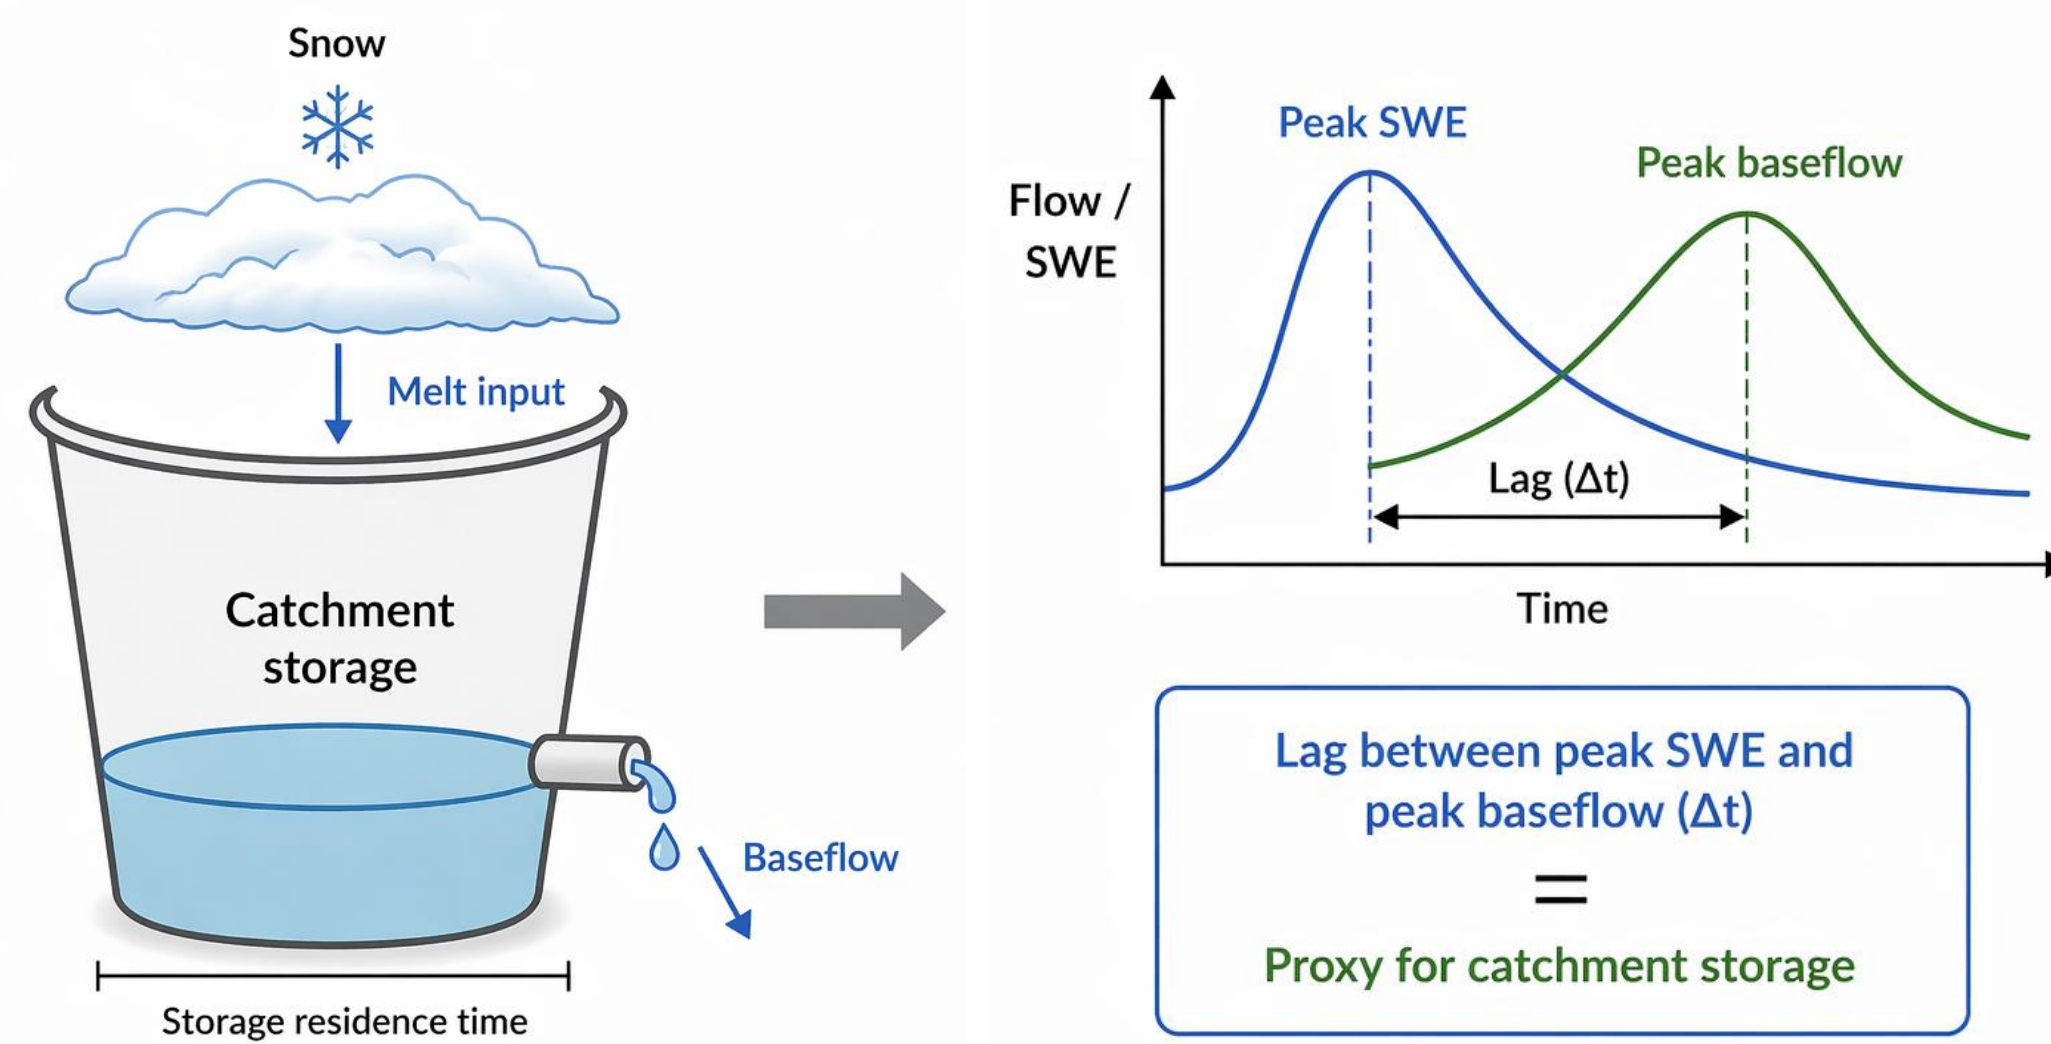 Snow
Melt input
Catchment
storage
Baseflow
Storage residence time
Peak SWE
Peak baseflow
Flow /
SWE
Lag (Δt)
Time
Lag between peak SWE and
peak baseflow (Δt)
=
Proxy for catchment storage